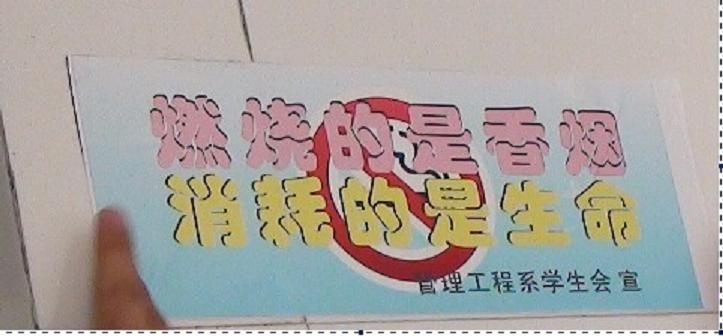 燃烧的是香烟
消耗的是生命
管理工程系学生会 宣